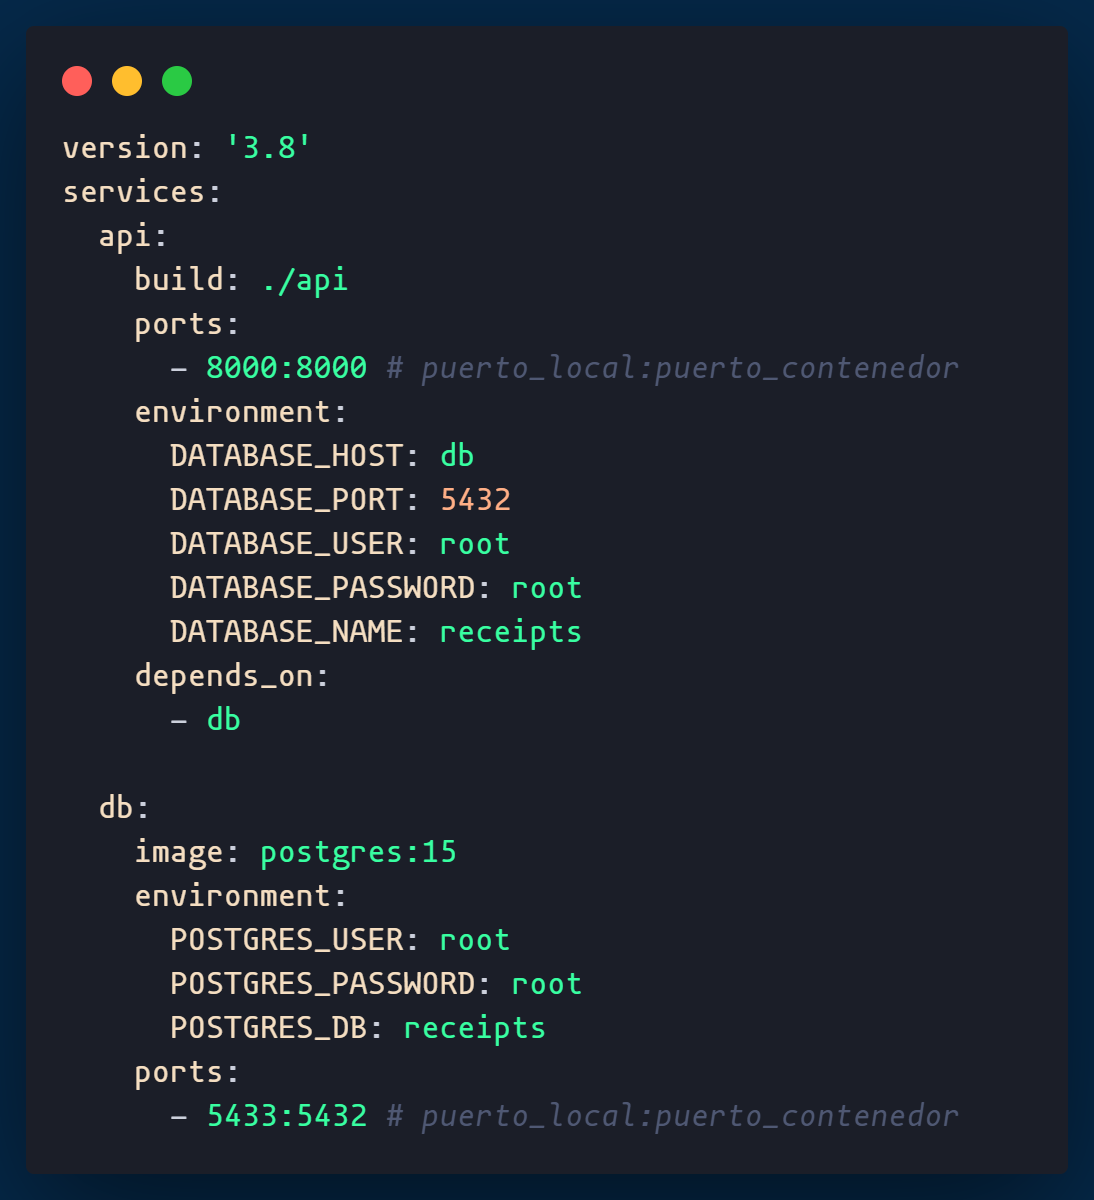 version: '3.8'
services:
  api:
    build: ./api
    ports:
      - 8000:8000 # puerto_local:puerto_contenedor
    environment:
      DATABASE_HOST: db
      DATABASE_PORT: 5432
      DATABASE_USER: root
      DATABASE_PASSWORD: root
      DATABASE_NAME: receipts
    depends_on:
      - db

  db:
    image: postgres:15
    environment:
      POSTGRES_USER: root
      POSTGRES_PASSWORD: root
      POSTGRES_DB: receipts
    ports:
      - 5433:5432 # puerto_local:puerto_contenedor